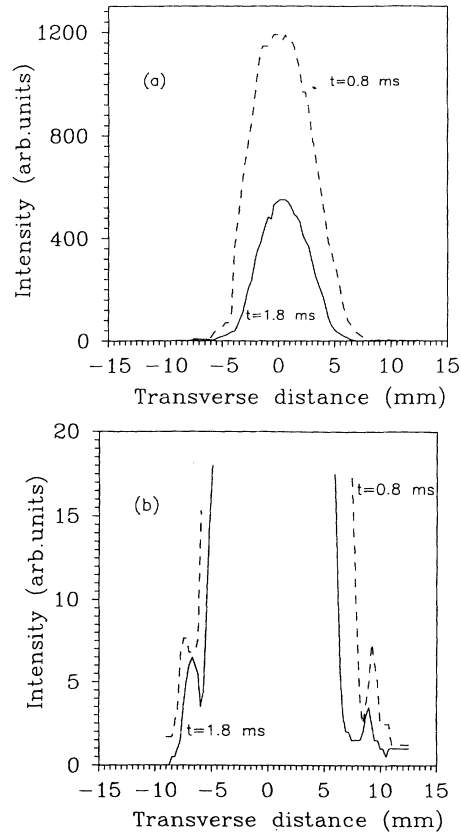 1200
800
400
0
Intensity (arb.units)
(a)
t=0.8 ms
t=1.8 ms
−15 −10 −5 0 5 10 15
Transverse distance (mm)
20
15
10
5
0
Intensity (arb.units)
(b)
t=0.8 ms
t=1.8 ms
−15 −10 −5 0 5 10 15
Transverse distance (mm)